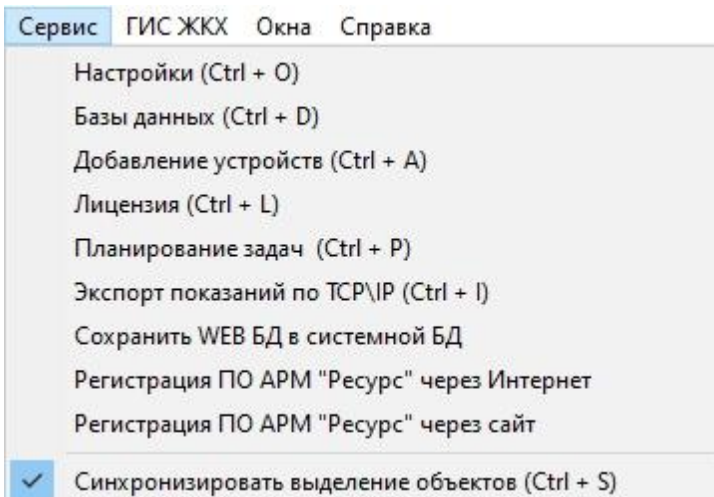 Сервис ГИС ЖКХ Окна Справка
Настройки (Ctrl + O)
Базы данных (Ctrl + D)
Добавление устройств (Ctrl + A)
Лицензия (Ctrl + L)
Планирование задач (Ctrl + P)
Экспорт показаний по TCP\IP (Ctrl + I)
Сохранить WEB БД в системной БД
Регистрация ПО АРМ "Ресурс" через Интернет
Регистрация ПО АРМ "Ресурс" через сайт
Синхронизировать выделение объектов (Ctrl + S)